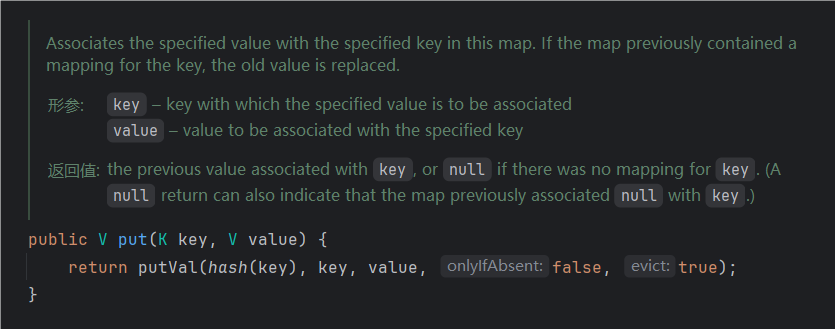 Associates the specified value with the specified key in this map. If the map previously contained a
mapping for the key, the old value is replaced.
形参: key – key with which the specified value is to be associated
value – value to be associated with the specified key
返回值: the previous value associated with key, or null if there was no mapping for key. (A
null return can also indicate that the map previously associated null with key.)
public V put(K key, V value) {
    return putVal(hash(key), key, value, onlyIfAbsent: false, evict: true);
}